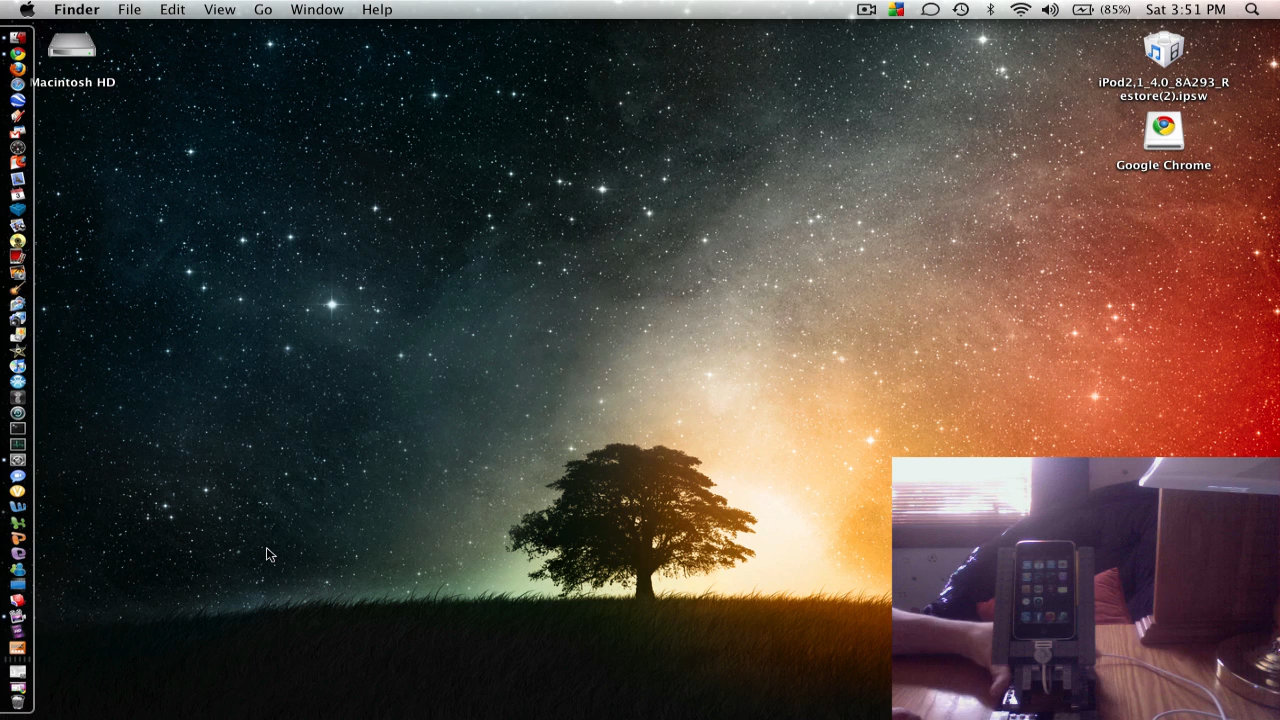 Finder File Edit View Go Window Help (85%) Sat 3:51 PM
Macintosh HD
iPod2,1_4.0_8A293_R
estore(2).ipsw
Google Chrome